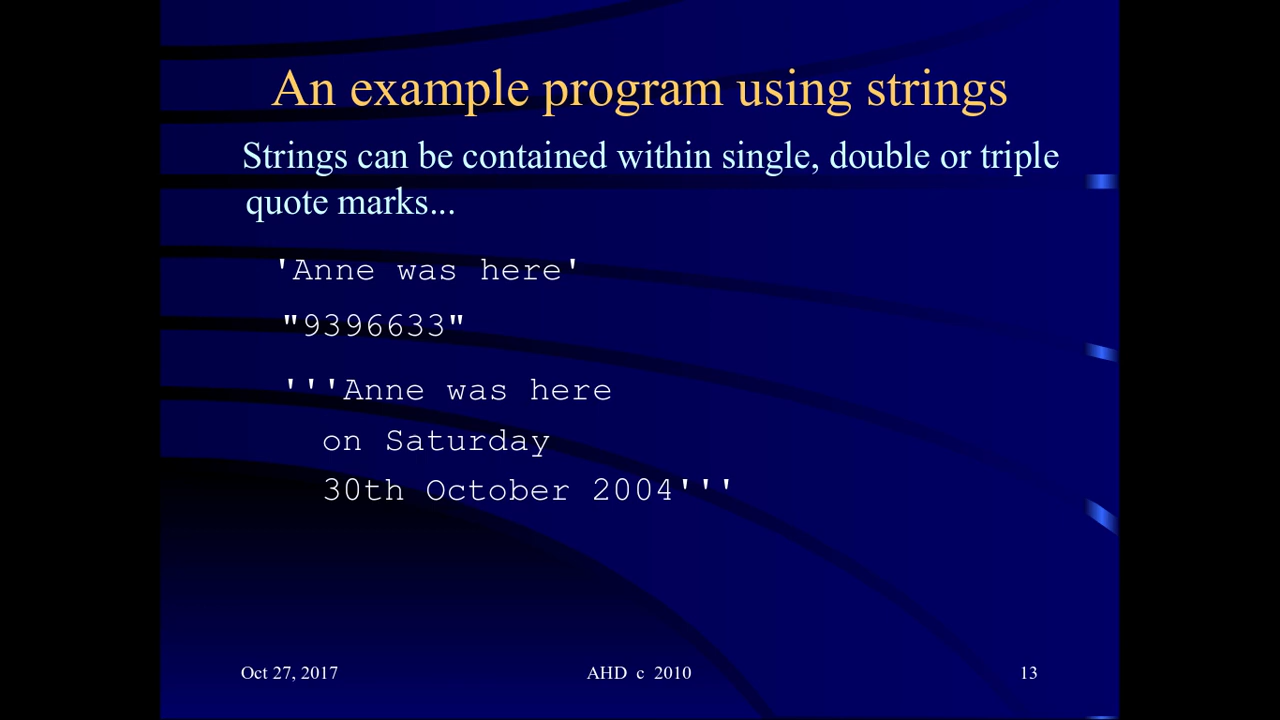 An example program using strings
Strings can be contained within single, double or triple
quote marks...
'Anne was here'
"9396633"
'''Anne was here
on Saturday
30th October 2004'''
Oct 27, 2017
AHD c 2010
13